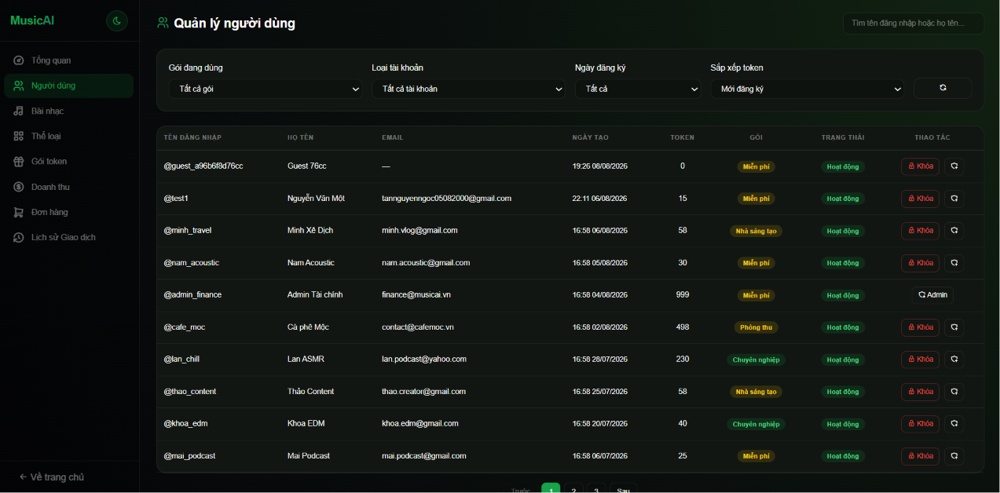 MusicAI
Quản lý người dùng
Tìm tên đăng nhập hoặc họ tên...
Tổng quan
Người dùng
Bài nhạc
Thể loại
Gói token
Doanh thu
Đơn hàng
Lịch sử Giao dịch
← Về trang chủ
Gói đang dùng Loại tài khoản Ngày đăng ký Sắp xếp token
Tất cả gói Tất cả tài khoản Tất cả Mới đăng ký
TÊN ĐĂNG NHẬP HỌ TÊN EMAIL NGÀY TẠO TOKEN GÓI TRẠNG THÁI THAO TÁC
@guest_a96b6f8d76cc Guest 76cc — 19:26 08/08/2026 0 Miễn phí Hoạt động Khóa
@test1 Nguyễn Văn Một tannguyenngoc05082000@gmail.com 22:11 06/08/2026 15 Miễn phí Hoạt động Khóa
@minh_travel Minh Xê Dịch minh.vlog@gmail.com 16:58 06/08/2026 58 Nhà sáng tạo Hoạt động Khóa
@nam_acoustic Nam Acoustic nam.acoustic@gmail.com 16:58 05/08/2026 30 Miễn phí Hoạt động Khóa
@admin_finance Admin Tài chính finance@musicai.vn 16:58 04/08/2026 999 Miễn phí Hoạt động Admin
@cafe_moc Cà phê Mộc contact@cafemoc.vn 16:58 02/08/2026 498 Phòng thu Hoạt động Khóa
@lan_chill Lan ASMR lan.podcast@yahoo.com 16:58 28/07/2026 230 Chuyên nghiệp Hoạt động Khóa
@thao_content Thảo Content thao.creator@gmail.com 16:58 25/07/2026 58 Nhà sáng tạo Hoạt động Khóa
@khoa_edm Khoa EDM khoa.edm@gmail.com 16:58 20/07/2026 40 Chuyên nghiệp Hoạt động Khóa
@mai_podcast Mai Podcast mai.podcast@gmail.com 16:58 06/07/2026 25 Miễn phí Hoạt động Khóa
Trước 1 2 3 Sau